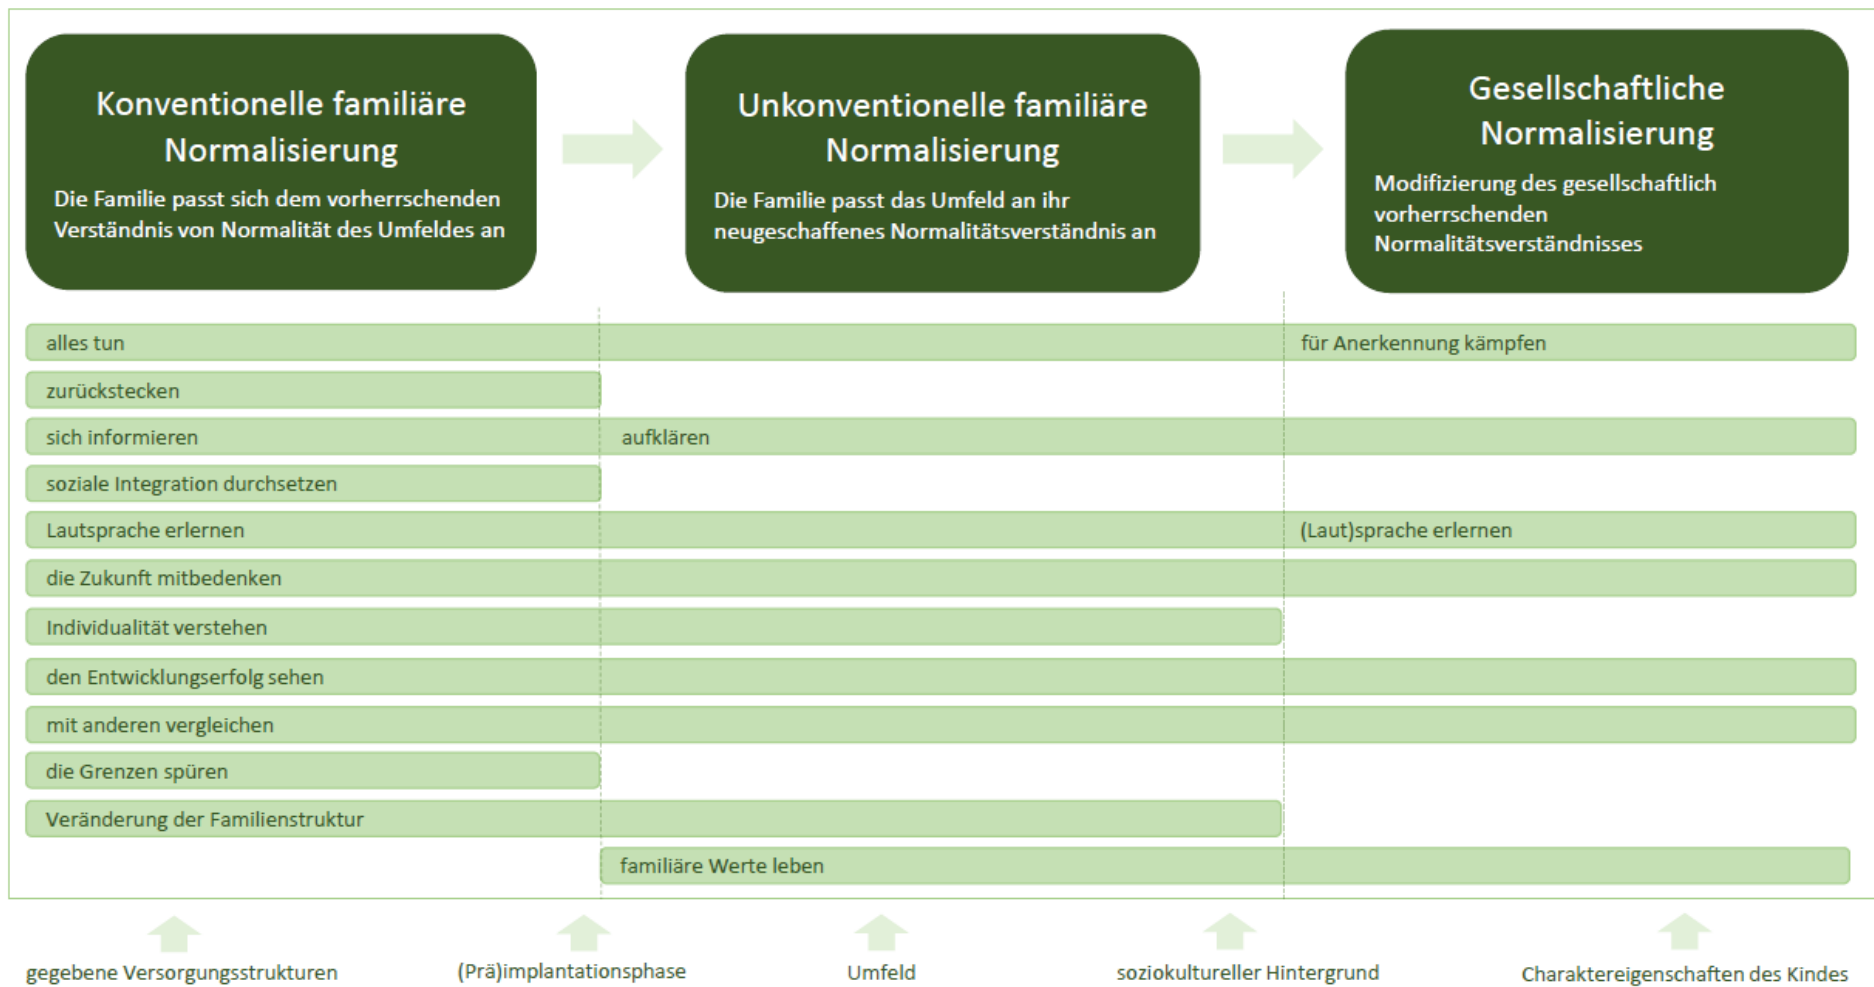 Konventionelle familiäre
Normalisierung
Die Familie passt sich dem vorherrschenden
Verständnis von Normalität des Umfeldes an
Unkonventionelle familiäre
Normalisierung
Die Familie passt das Umfeld an ihr
neugeschaffenes Normalitätsverständnis an
Gesellschaftliche
Normalisierung
Modifizierung des gesellschaftlich
vorherrschenden
Normalitätsverständnisses
alles tun
für Anerkennung kämpfen
zurückstecken
sich informieren
aufklären
soziale Integration durchsetzen
Lautsprache erlernen
(Laut)sprache erlernen
die Zukunft mitbedenken
Individualität verstehen
den Entwicklungserfolg sehen
mit anderen vergleichen
die Grenzen spüren
Veränderung der Familienstruktur
familiäre Werte leben
gegebene Versorgungsstrukturen
(Prä)implantationsphase
Umfeld
soziokultureller Hintergrund
Charaktereigenschaften des Kindes